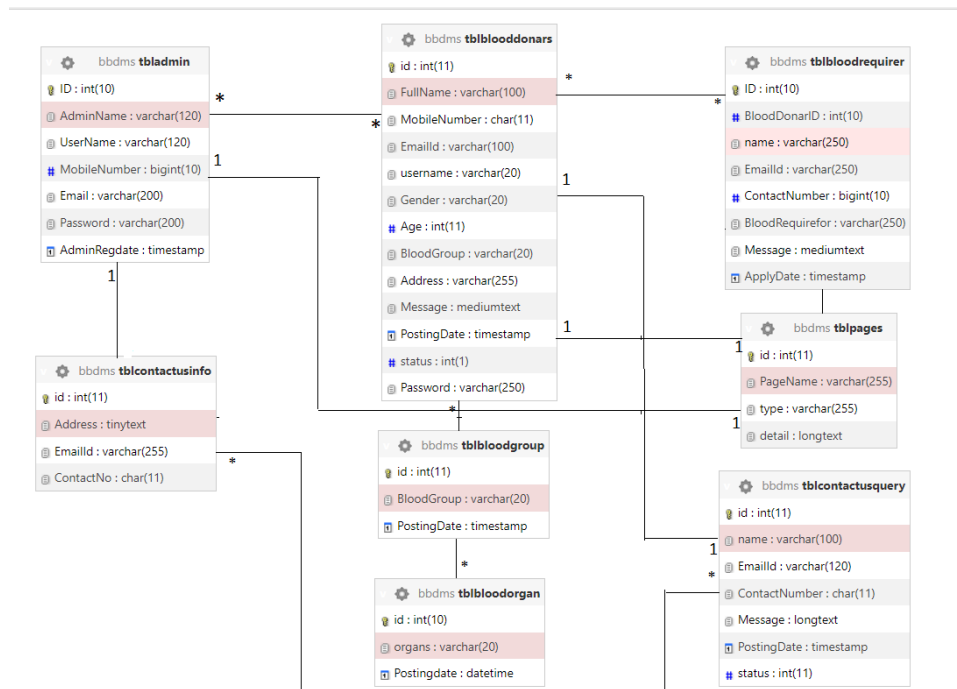 bbdms tbladmin
ID : int(10)
AdminName : varchar(120)
UserName : varchar(120)
# MobileNumber : bigint(10)
Email : varchar(200)
Password : varchar(200)
AdminRegdate : timestamp
*
*
1
1
bbdms tblblooddonars
id : int(11)
FullName : varchar(100)
MobileNumber : char(11)
EmailId : varchar(100)
username : varchar(20)
Gender : varchar(20)
# Age : int(11)
BloodGroup : varchar(20)
Address : varchar(255)
Message : mediumtext
PostingDate : timestamp
# status : int(1)
Password : varchar(250)
*
*
1
1
*
bbdms tblbloodrequirer
ID : int(10)
# BloodDonarID : int(10)
name : varchar(250)
EmailId : varchar(250)
# ContactNumber : bigint(10)
BloodRequirefor : varchar(250)
Message : mediumtext
ApplyDate : timestamp
bbdms tblpages
id : int(11)
PageName : varchar(255)
type : varchar(255)
detail : longtext
1
1
bbdms tblcontactusinfo
id : int(11)
Address : tinytext
EmailId : varchar(255)
ContactNo : char(11)
*
bbdms tblbloodgroup
id : int(11)
BloodGroup : varchar(20)
PostingDate : timestamp
*
bbdms tblbloodorgan
id : int(10)
organs : varchar(20)
Postingdate : datetime
bbdms tblcontactusquery
id : int(11)
name : varchar(100)
EmailId : varchar(120)
ContactNumber : char(11)
Message : longtext
PostingDate : timestamp
# status : int(11)
1
*